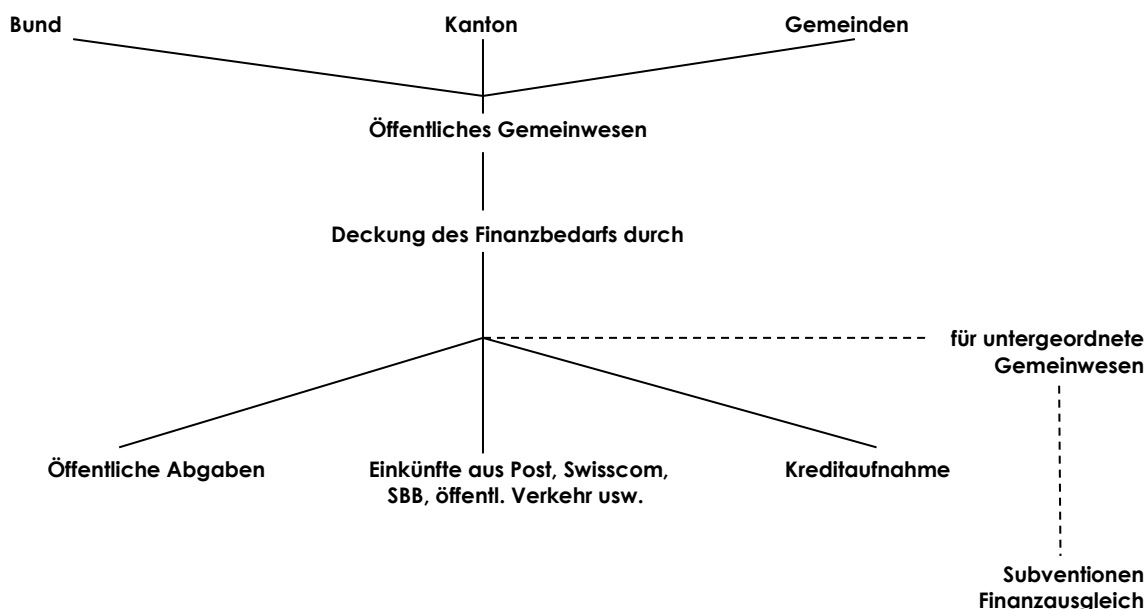 Bund
Kanton
Gemeinden
Öffentliches Gemeinwesen
Deckung des Finanzbedarfs durch
für untergeordnete
Gemeinwesen
Öffentliche Abgaben
Einkünfte aus Post, Swisscom,
SBB, öffentl. Verkehr usw.
Kreditaufnahme
Subventionen
Finanzausgleich